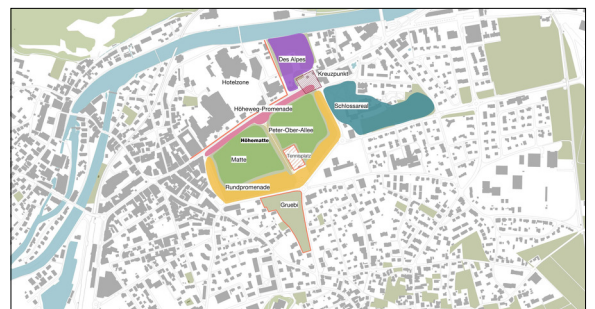 Des Alpes
Kreuzpunkt
Hotelzone
Schlossareal
Höheweg-Promenade
Peter-Ober-Allee
Höhematte
Tennisplatz
Matte
Rundpromenade
Gruebi